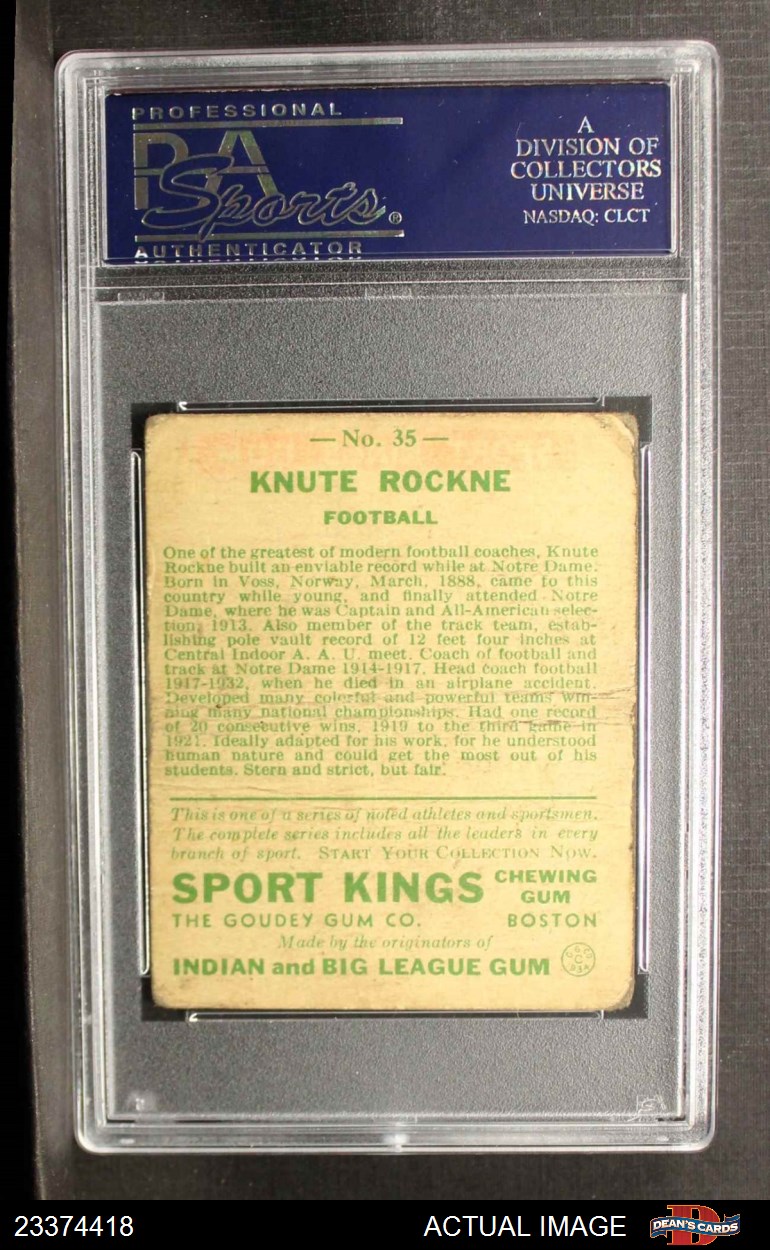 PROFESSIONAL
PSA
Sports®
AUTHENTICATOR
A
DIVISION OF
COLLECTORS
UNIVERSE
NASDAQ: CLCT
— No. 35 —
KNUTE ROCKNE
FOOTBALL
One of the greatest of modern football coaches, Knute
Rockne built an enviable record while at Notre Dame.
Born in Voss, Norway, March, 1888, came to this
country while young, and finally attended Notre
Dame, where he was Captain and All-American selec-
tion, 1913. Also member of the track team, estab-
lishing pole vault record of 12 feet four inches at
Central Indoor A. A. U. meet. Coach of football and
track at Notre Dame 1914-1917, Head coach football
1917-1932, when he died in an airplane accident.
Developed many colorful and powerful teams win-
ning many national championships. Had one record
of 20 consecutive wins, 1919 to the third game in
1921. Ideally adapted for his work, for he understood
human nature and could get the most out of his
students. Stern and strict, but fair.
This is one of a series of noted athletes and sportsmen.
The complete series includes all the leaders in every
branch of sport. START YOUR COLLECTION NOW.
SPORT KINGS CHEWING GUM
THE GOUDEY GUM CO. BOSTON
Made by the originators of
INDIAN and BIG LEAGUE GUM
23374418
ACTUAL IMAGE
DEAN'S CARDS